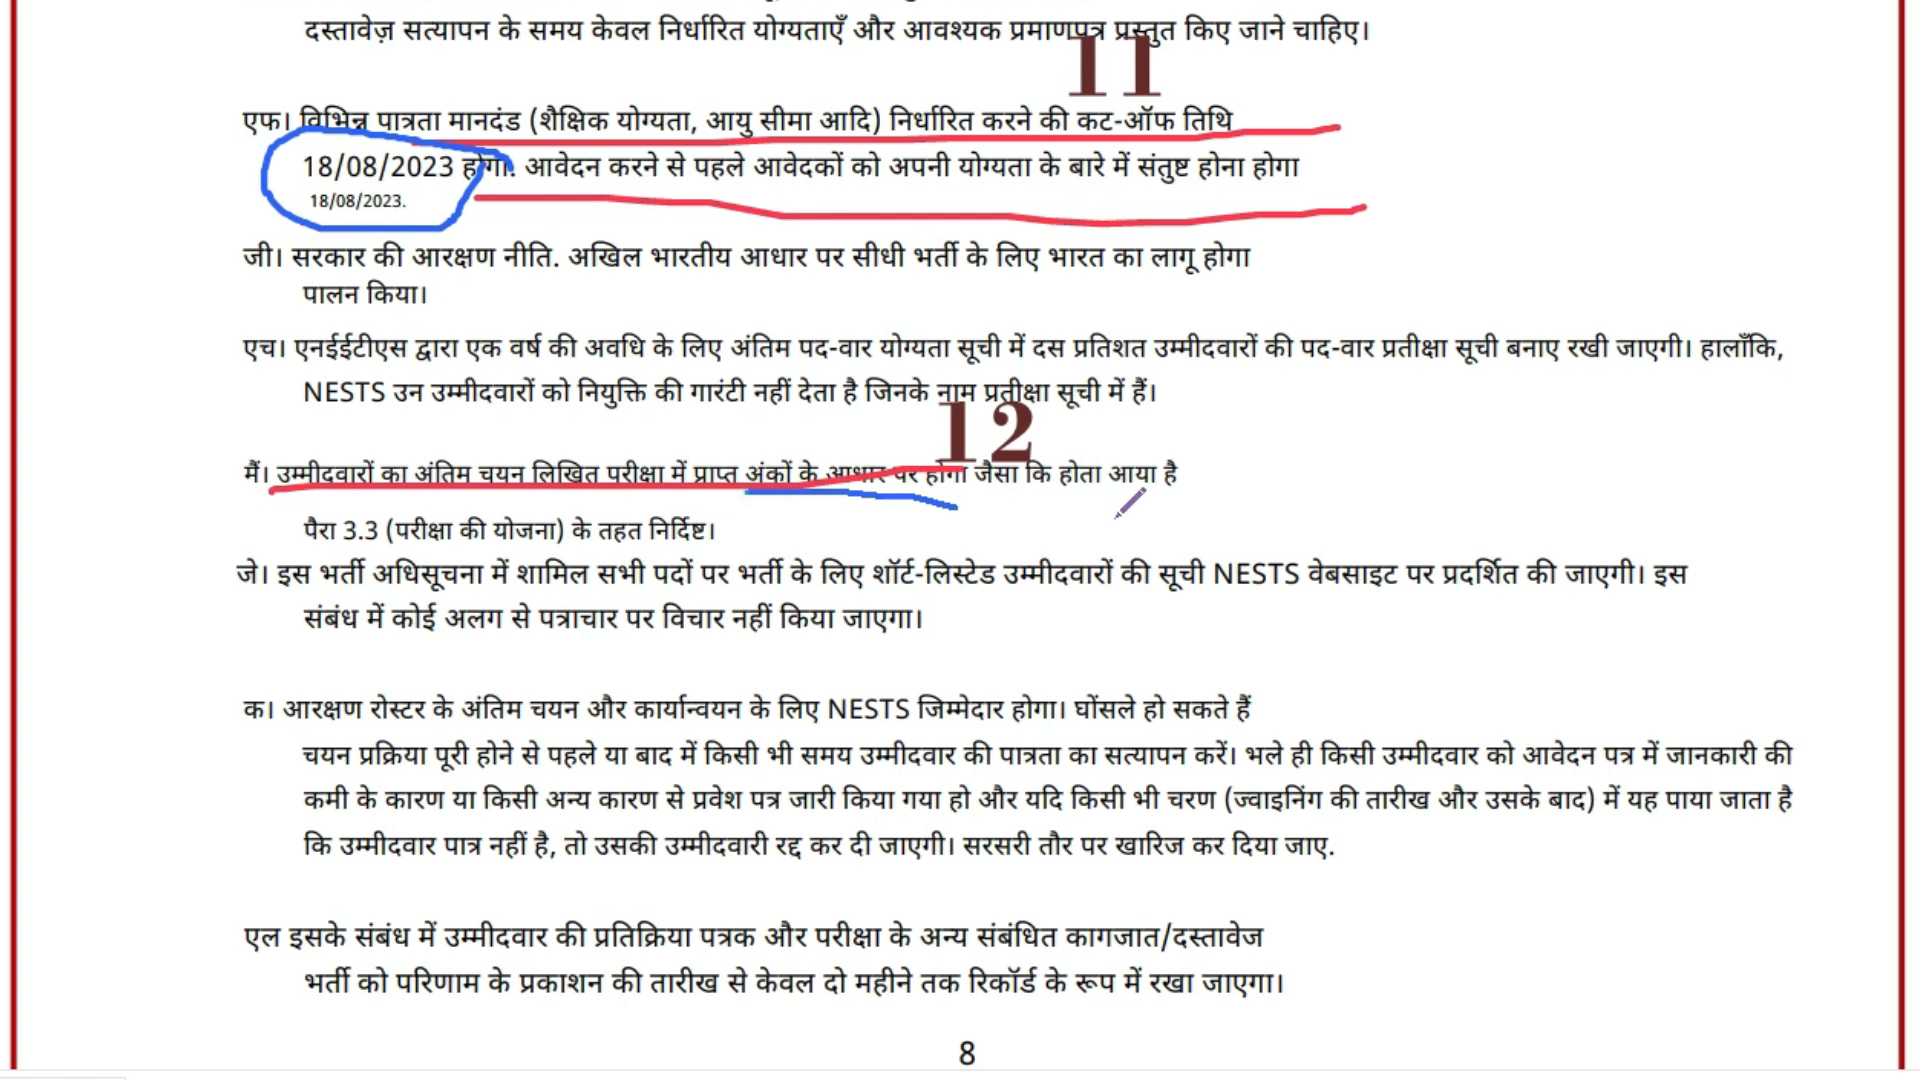 दस्तावेज़ सत्यापन के समय केवल निर्धारित योग्यताएँ और आवश्यक प्रमाणपत्र प्रस्तुत किए जाने चाहिए।
11
एफ। विभिन्न पात्रता मानदंड (शैक्षिक योग्यता, आयु सीमा आदि) निर्धारित करने की कट-ऑफ तिथि
18/08/2023 होगा. आवेदन करने से पहले आवेदकों को अपनी योग्यता के बारे में संतुष्ट होना होगा
18/08/2023.
जी। सरकार की आरक्षण नीति. अखिल भारतीय आधार पर सीधी भर्ती के लिए भारत का लागू होगा
पालन किया।
एच। एनईईटीएस द्वारा एक वर्ष की अवधि के लिए अंतिम पद-वार योग्यता सूची में दस प्रतिशत उम्मीदवारों की पद-वार प्रतीक्षा सूची बनाए रखी जाएगी। हालाँकि,
NESTS उन उम्मीदवारों को नियुक्ति की गारंटी नहीं देता है जिनके नाम प्रतीक्षा सूची में हैं।
12
मैं। उम्मीदवारों का अंतिम चयन लिखित परीक्षा में प्राप्त अंकों के आधार पर होगा जैसा कि होता आया है
पैरा 3.3 (परीक्षा की योजना) के तहत निर्दिष्ट।
जे। इस भर्ती अधिसूचना में शामिल सभी पदों पर भर्ती के लिए शॉर्ट-लिस्टेड उम्मीदवारों की सूची NESTS वेबसाइट पर प्रदर्शित की जाएगी। इस
संबंध में कोई अलग से पत्राचार पर विचार नहीं किया जाएगा।
क। आरक्षण रोस्टर के अंतिम चयन और कार्यान्वयन के लिए NESTS जिम्मेदार होगा। घोंसले हो सकते हैं
चयन प्रक्रिया पूरी होने से पहले या बाद में किसी भी समय उम्मीदवार की पात्रता का सत्यापन करें। भले ही किसी उम्मीदवार को आवेदन पत्र में जानकारी की
कमी के कारण या किसी अन्य कारण से प्रवेश पत्र जारी किया गया हो और यदि किसी भी चरण (ज्वाइनिंग की तारीख और उसके बाद) में यह पाया जाता है
कि उम्मीदवार पात्र नहीं है, तो उसकी उम्मीदवारी रद्द कर दी जाएगी। सरसरी तौर पर खारिज कर दिया जाए.
एल इसके संबंध में उम्मीदवार की प्रतिक्रिया पत्रक और परीक्षा के अन्य संबंधित कागजात/दस्तावेज
भर्ती को परिणाम के प्रकाशन की तारीख से केवल दो महीने तक रिकॉर्ड के रूप में रखा जाएगा।
8